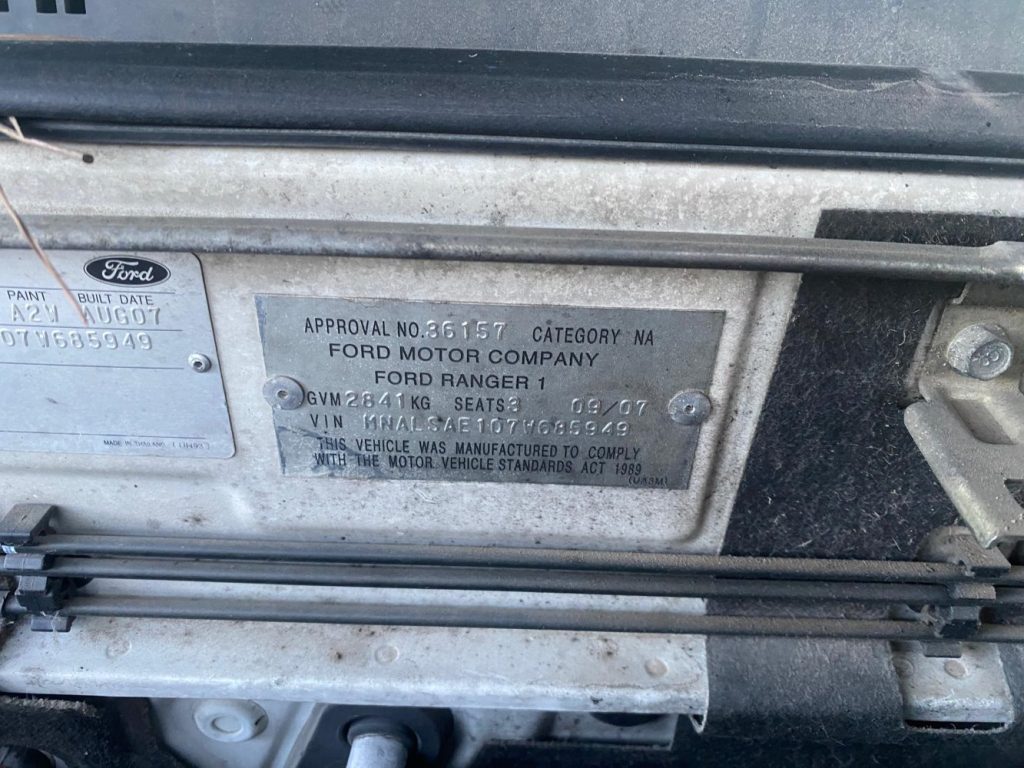 Ford
PAINT BUILT DATE
A2W AUG07
07W685949
MADE IN THAILAND
APPROVAL NO.36157 CATEGORY NA
FORD MOTOR COMPANY
FORD RANGER 1
GVM 2841KG SEATS3 09/07
VIN MNALSAE107W685949
THIS VEHICLE WAS MANUFACTURED TO COMPLY
WITH THE MOTOR VEHICLE STANDARDS ACT 1989